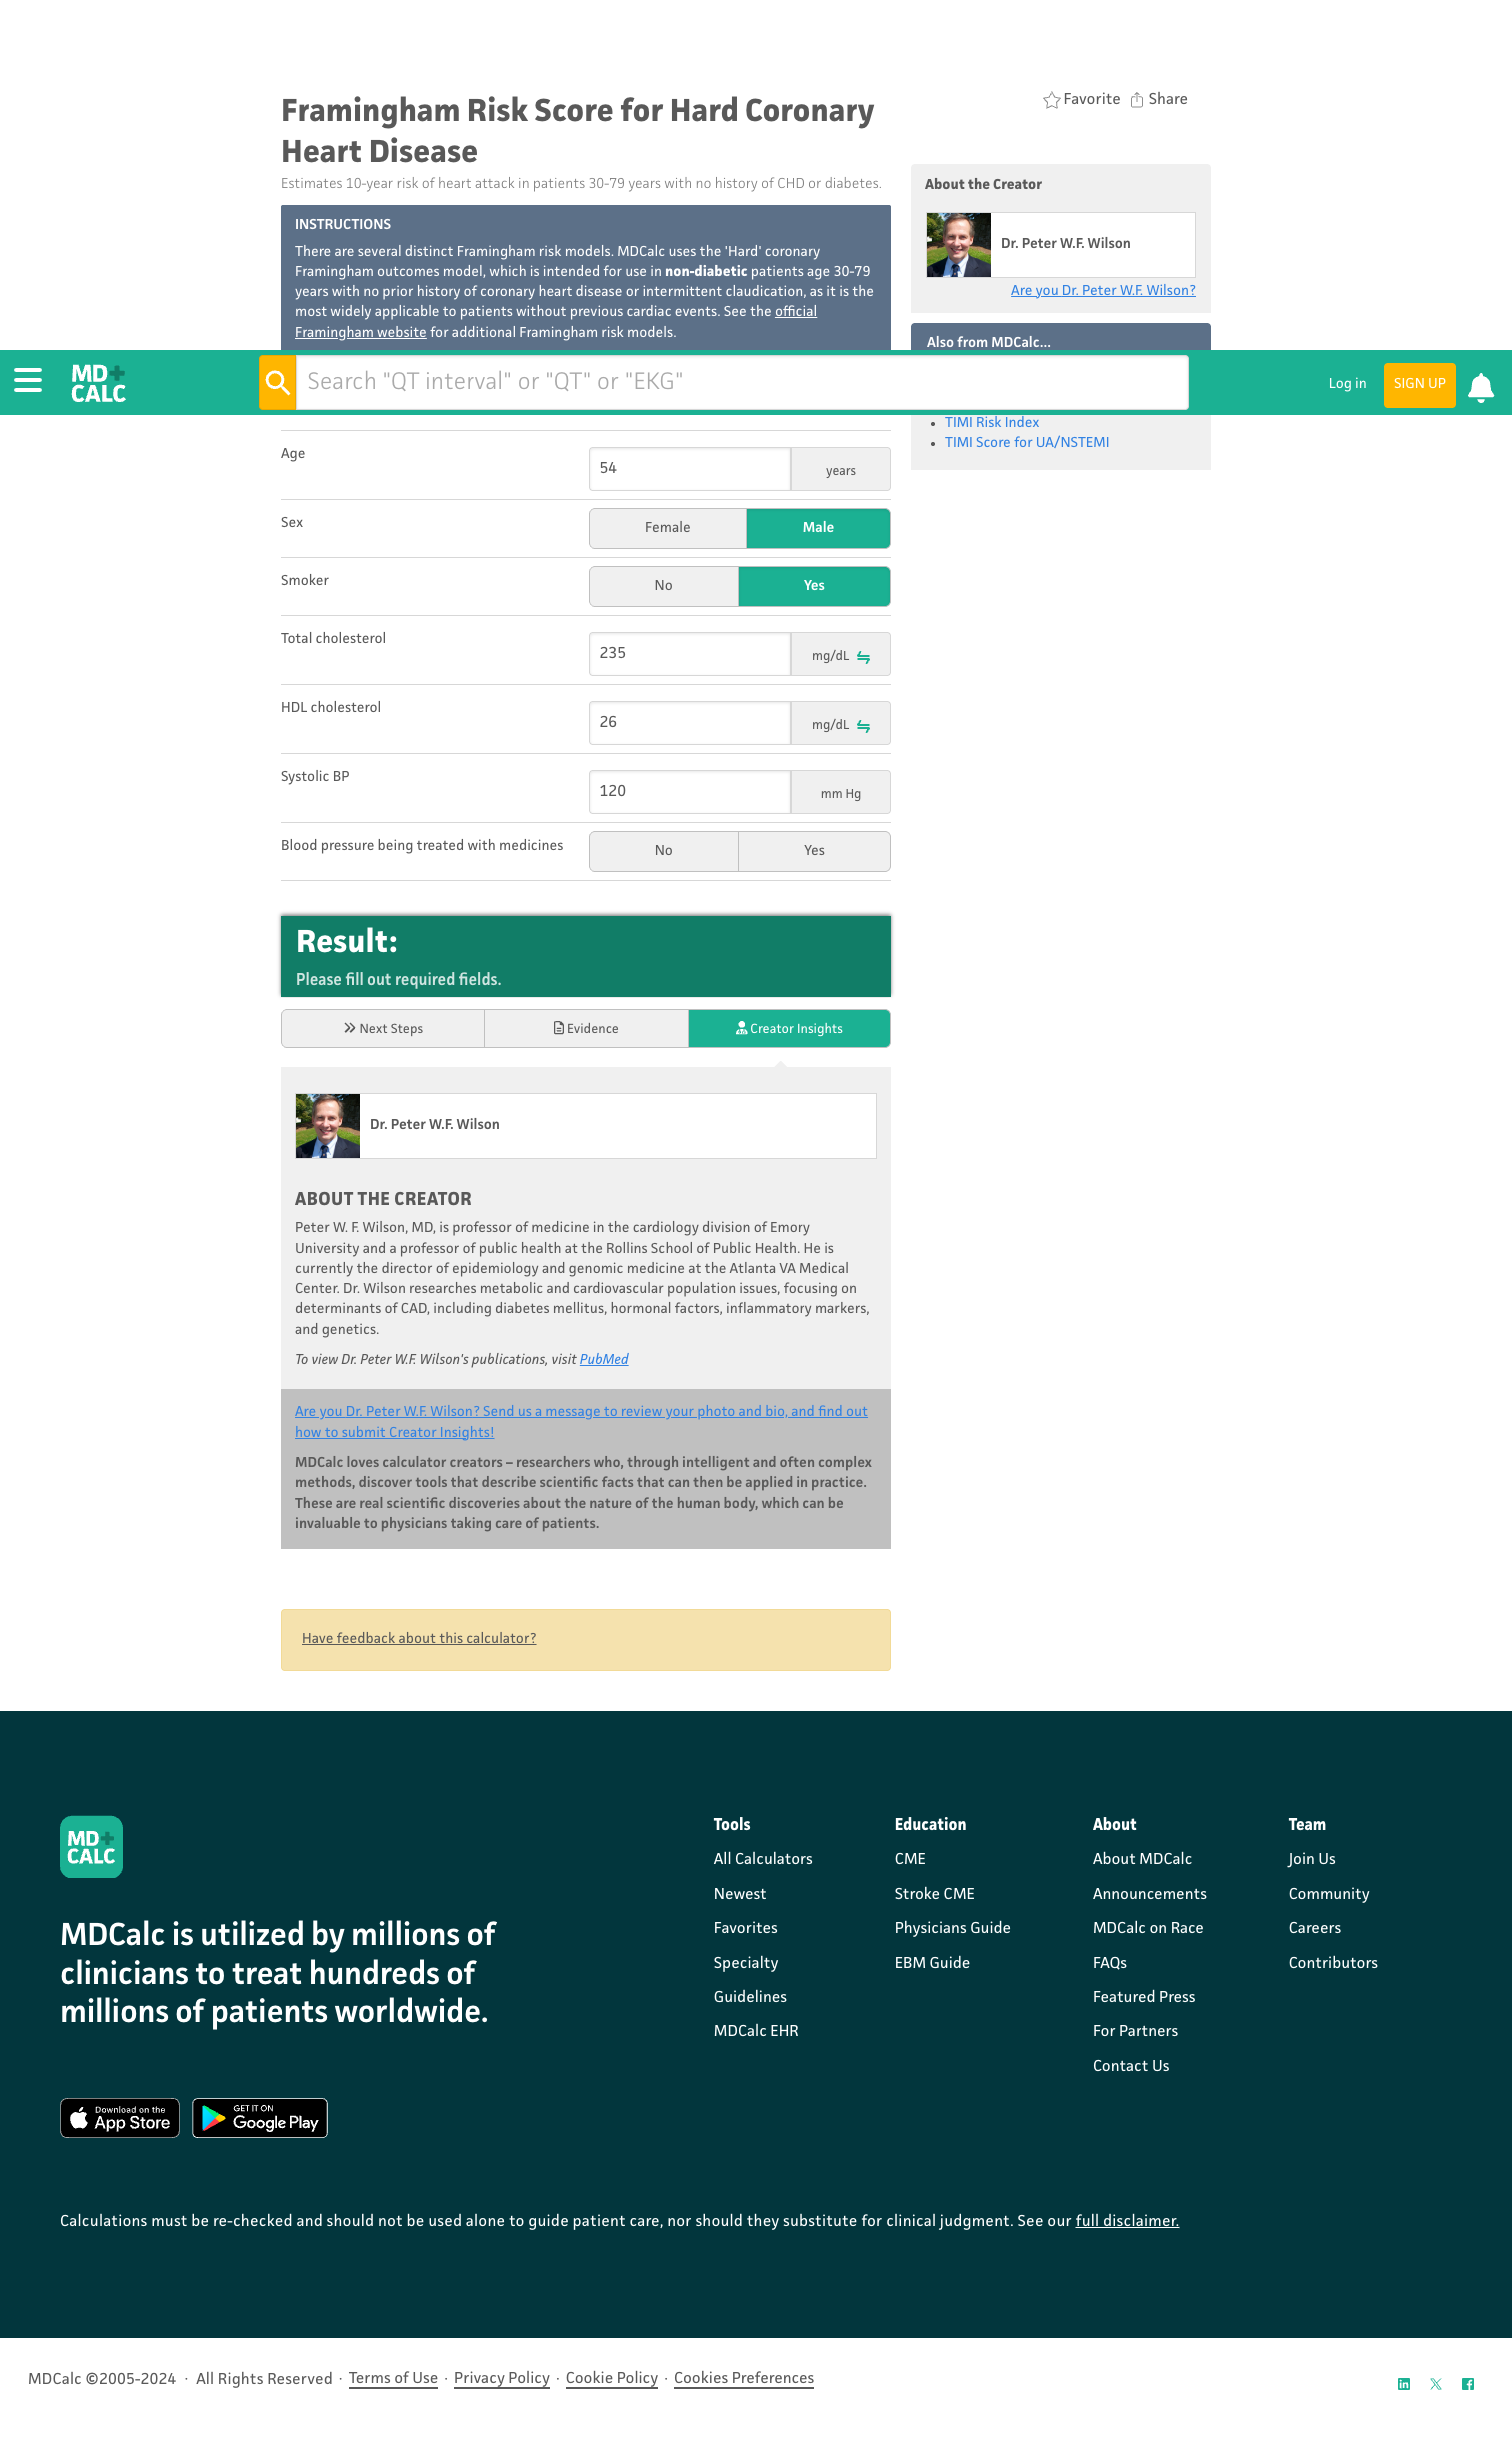 Framingham Risk Score for Hard Coronary
Heart Disease
Estimates 10-year risk of heart attack in patients 30-79 years with no history of CHD or diabetes.
Favorite
Share
INSTRUCTIONS
There are several distinct Framingham risk models. MDCalc uses the 'Hard' coronary
Framingham outcomes model, which is intended for use in non-diabetic patients age 30-79
years with no prior history of coronary heart disease or intermittent claudication, as it is the
most widely applicable to patients without previous cardiac events. See the official
Framingham website for additional Framingham risk models.
About the Creator
Dr. Peter W.F. Wilson
Are you Dr. Peter W.F. Wilson?
Also from MDCalc...
MD+
CALC
Search "QT interval" or "QT" or "EKG"
Log in
SIGN UP
TIMI Risk Index
TIMI Score for UA/NSTEMI
Age
54
years
Sex
Female
Male
Smoker
No
Yes
Total cholesterol
235
mg/dL
HDL cholesterol
26
mg/dL
Systolic BP
120
mm Hg
Blood pressure being treated with medicines
No
Yes
Result:
Please fill out required fields.
Next Steps
Evidence
Creator Insights
Dr. Peter W.F. Wilson
ABOUT THE CREATOR
Peter W. F. Wilson, MD, is professor of medicine in the cardiology division of Emory
University and a professor of public health at the Rollins School of Public Health. He is
currently the director of epidemiology and genomic medicine at the Atlanta VA Medical
Center. Dr. Wilson researches metabolic and cardiovascular population issues, focusing on
determinants of CAD, including diabetes mellitus, hormonal factors, inflammatory markers,
and genetics.
To view Dr. Peter W.F. Wilson's publications, visit PubMed
Are you Dr. Peter W.F. Wilson? Send us a message to review your photo and bio, and find out
how to submit Creator Insights!
MDCalc loves calculator creators – researchers who, through intelligent and often complex
methods, discover tools that describe scientific facts that can then be applied in practice.
These are real scientific discoveries about the nature of the human body, which can be
invaluable to physicians taking care of patients.
Have feedback about this calculator?
MD+
CALC
MDCalc is utilized by millions of
clinicians to treat hundreds of
millions of patients worldwide.
Download on the
App Store
GET IT ON
Google Play
Tools
All Calculators
Newest
Favorites
Specialty
Guidelines
MDCalc EHR
Education
CME
Stroke CME
Physicians Guide
EBM Guide
About
About MDCalc
Announcements
MDCalc on Race
FAQs
Featured Press
For Partners
Contact Us
Team
Join Us
Community
Careers
Contributors
Calculations must be re-checked and should not be used alone to guide patient care, nor should they substitute for clinical judgment. See our full disclaimer.
MDCalc ©2005-2024 · All Rights Reserved · Terms of Use · Privacy Policy · Cookie Policy · Cookies Preferences